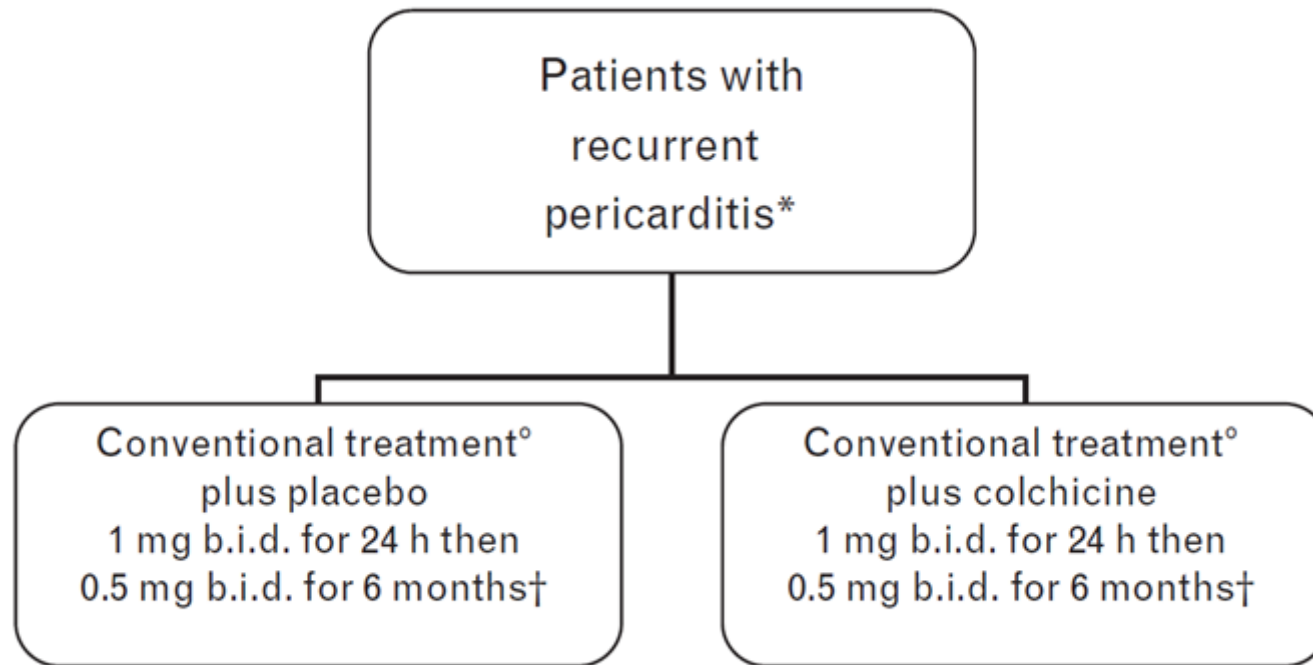 Patients with
recurrent
pericarditis*
Conventional treatment°
plus placebo
1 mg b.i.d. for 24 h then
0.5 mg b.i.d. for 6 months†
Conventional treatment°
plus colchicine
1 mg b.i.d. for 24 h then
0.5 mg b.i.d. for 6 months†